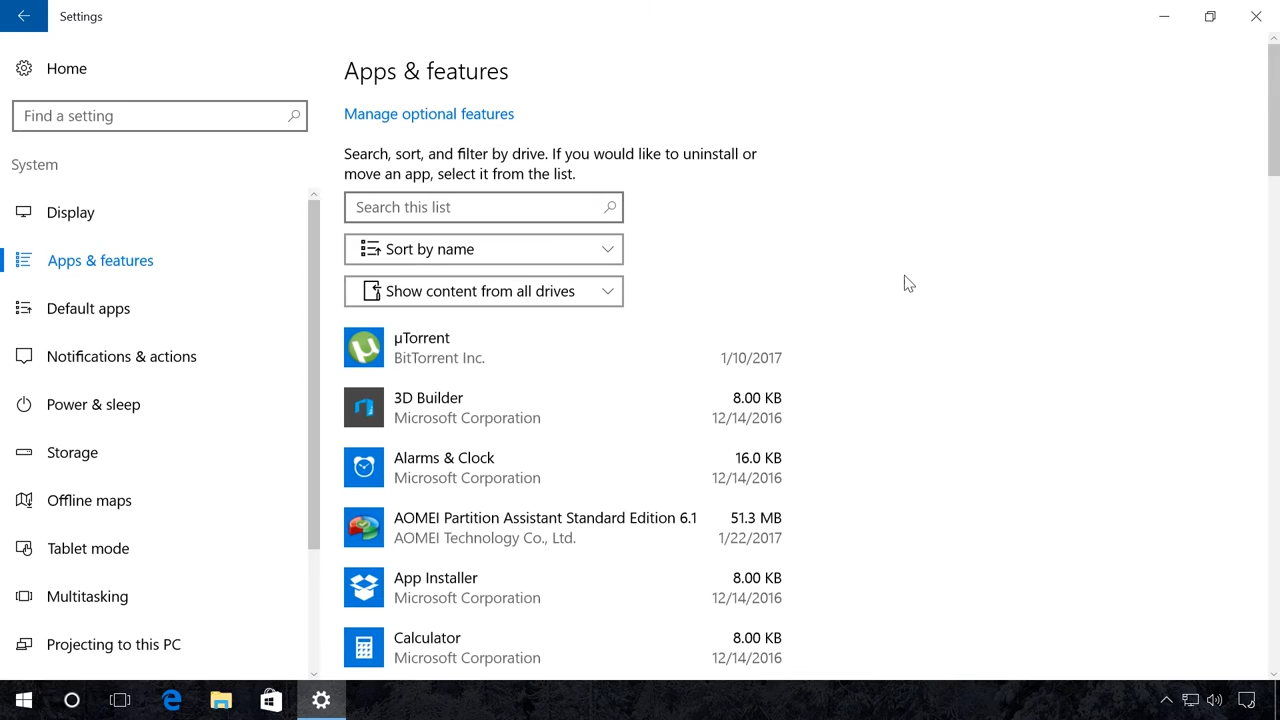 Settings
Home
Find a setting
System
Display
Apps & features
Default apps
Notifications & actions
Power & sleep
Storage
Offline maps
Tablet mode
Multitasking
Projecting to this PC
Apps & features
Manage optional features
Search, sort, and filter by drive. If you would like to uninstall or
move an app, select it from the list.
Search this list
Sort by name
Show content from all drives
µTorrent
BitTorrent Inc. 1/10/2017
3D Builder 8.00 KB
Microsoft Corporation 12/14/2016
Alarms & Clock 16.0 KB
Microsoft Corporation 12/14/2016
AOMEI Partition Assistant Standard Edition 6.1 51.3 MB
AOMEI Technology Co., Ltd. 1/22/2017
App Installer 8.00 KB
Microsoft Corporation 12/14/2016
Calculator 8.00 KB
Microsoft Corporation 12/14/2016